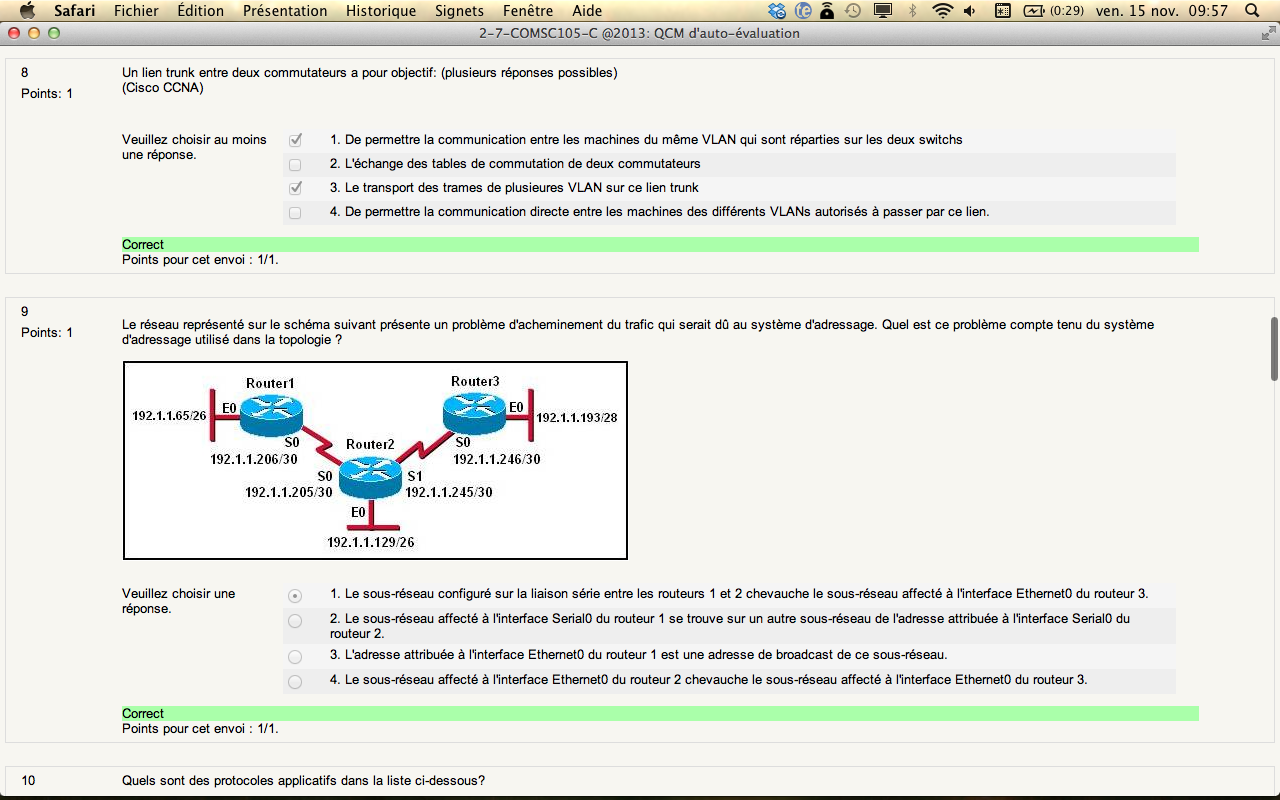 Safari Fichier Édition Présentation Historique Signets Fenêtre Aide (0:29) ven. 15 nov. 09:57
2-7-COMSC105-C @2013: QCM d'auto-évaluation
8
Points: 1
Un lien trunk entre deux commutateurs a pour objectif: (plusieurs réponses possibles)
(Cisco CCNA)
Veuillez choisir au moins
une réponse.
1. De permettre la communication entre les machines du même VLAN qui sont réparties sur les deux switchs
2. L'échange des tables de commutation de deux commutateurs
3. Le transport des trames de plusieures VLAN sur ce lien trunk
4. De permettre la communication directe entre les machines des différents VLANs autorisés à passer par ce lien.
Correct
Points pour cet envoi : 1/1.
9
Points: 1
Le réseau représenté sur le schéma suivant présente un problème d'acheminement du trafic qui serait dû au système d'adressage. Quel est ce problème compte tenu du système
d'adressage utilisé dans la topologie ?
Router1
Router3
192.1.1.65/26
E0
E0
192.1.1.193/28
S0
Router2
S0
192.1.1.206/30
192.1.1.246/30
S0
S1
192.1.1.205/30
192.1.1.245/30
E0
192.1.1.129/26
Veuillez choisir une
réponse.
1. Le sous-réseau configuré sur la liaison série entre les routeurs 1 et 2 chevauche le sous-réseau affecté à l'interface Ethernet0 du routeur 3.
2. Le sous-réseau affecté à l'interface Serial0 du routeur 1 se trouve sur un autre sous-réseau de l'adresse attribuée à l'interface Serial0 du
routeur 2.
3. L'adresse attribuée à l'interface Ethernet0 du routeur 1 est une adresse de broadcast de ce sous-réseau.
4. Le sous-réseau affecté à l'interface Ethernet0 du routeur 2 chevauche le sous-réseau affecté à l'interface Ethernet0 du routeur 3.
Correct
Points pour cet envoi : 1/1.
10
Quels sont des protocoles applicatifs dans la liste ci-dessous?